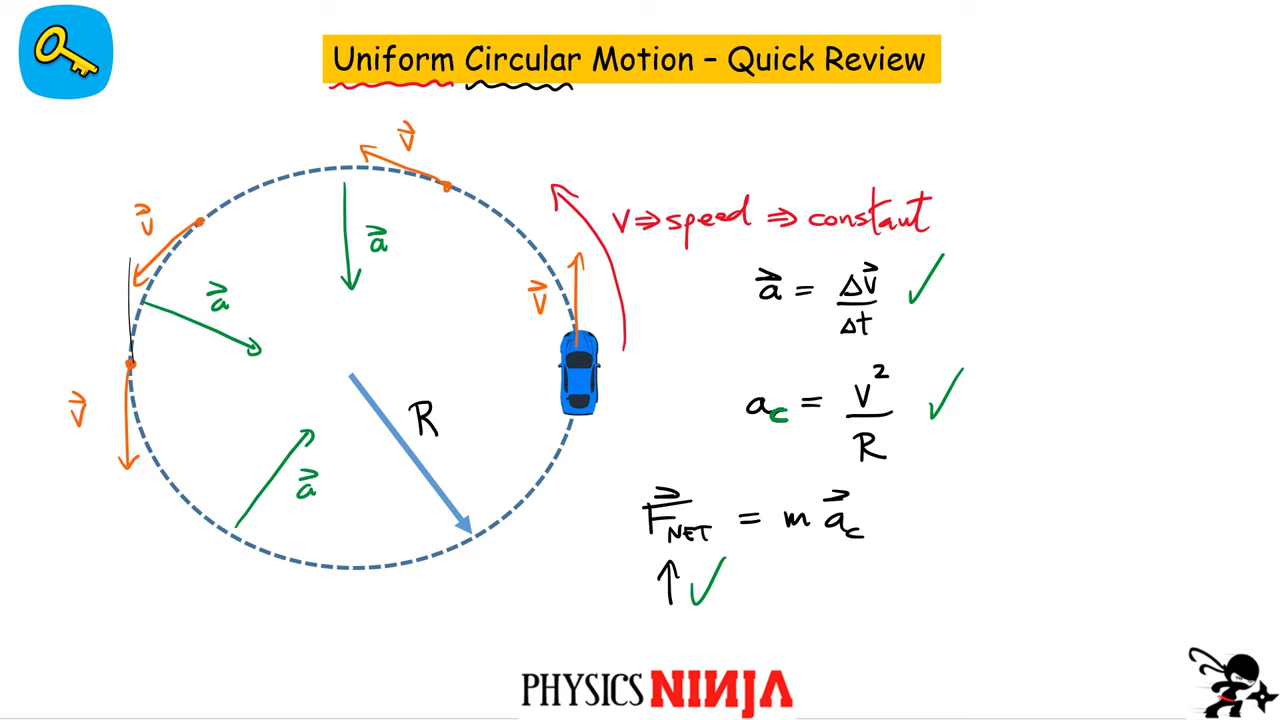 Uniform Circular Motion – Quick Review
V⃗
V⃗
V ⇒ speed ⇒ constant
a⃗
a⃗ = ΔV⃗ / Δt
a⃗
V⃗
a_c = V² / R
V⃗
R
a⃗
F⃗_NET = m a⃗_c
↑
PHYSICS NINJA